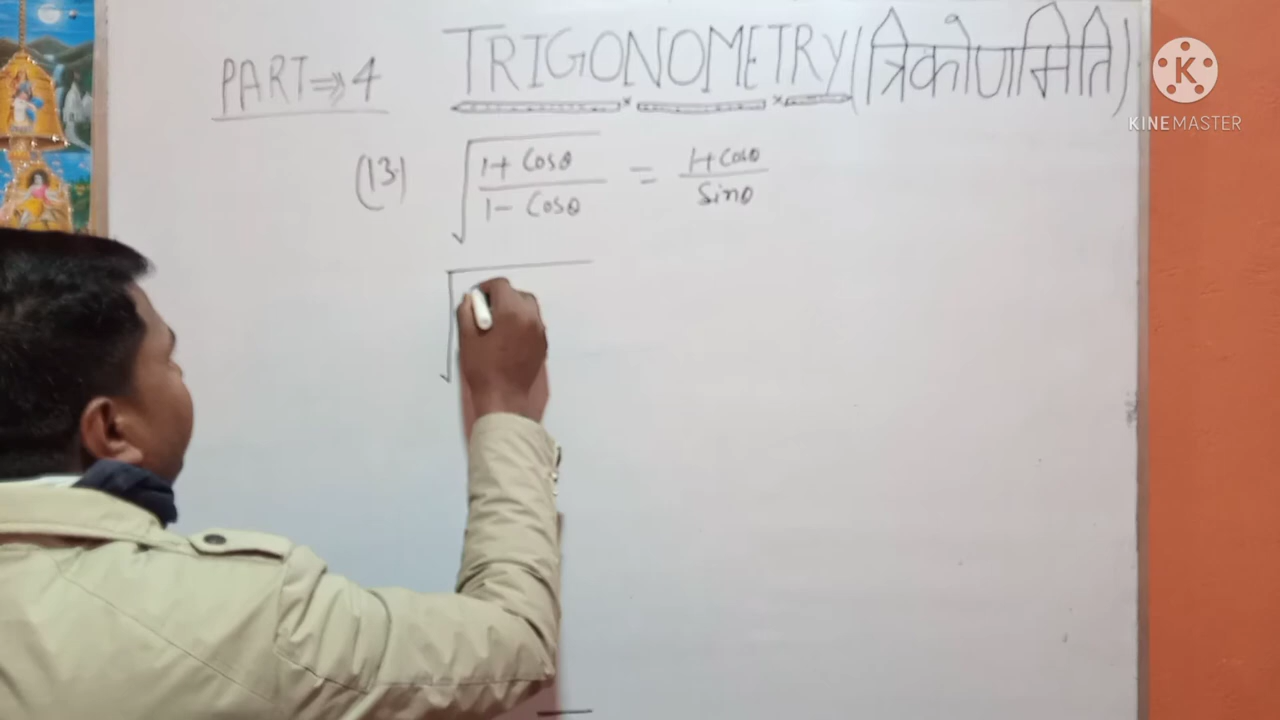 PART ⇒ 4 TRIGONOMETRY (त्रिकोणमिति)
K
KINEMASTER
(13) √((1+ Cosθ)/(1- Cosθ)) = (1+ Cosθ)/(Sinθ)